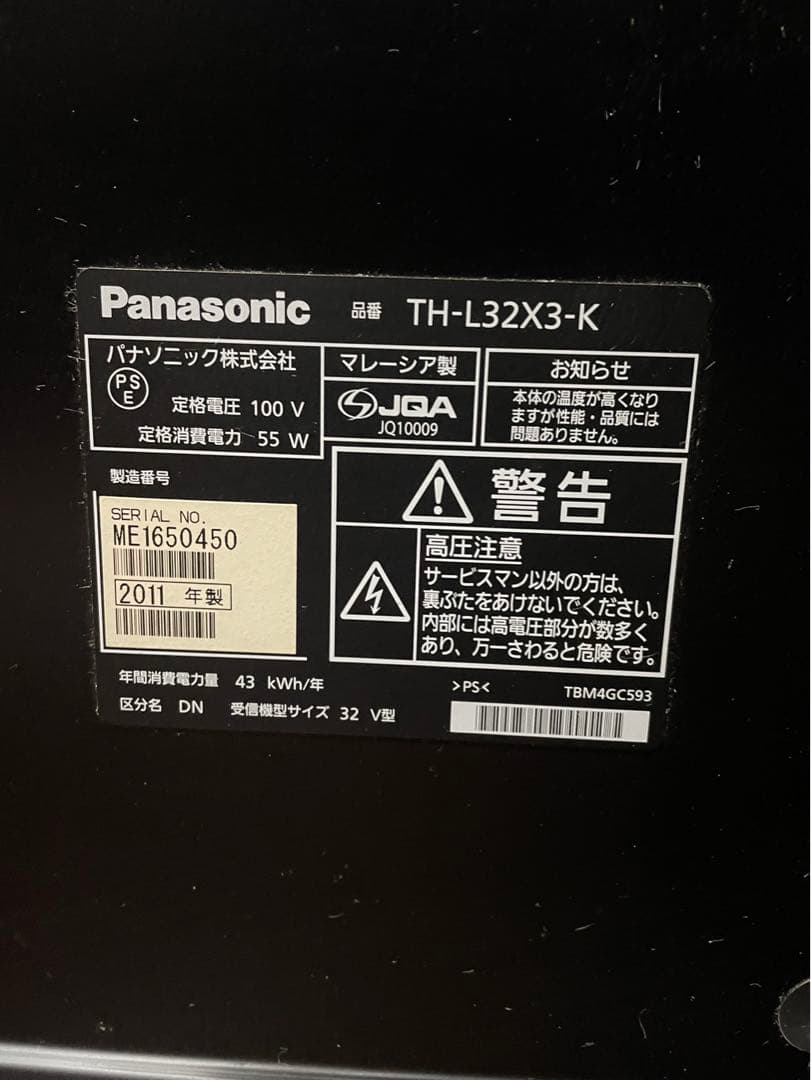 Panasonic 品番 TH-L32X3-K
パナソニック株式会社
PS
E
定格電圧 100 V
定格消費電力 55 W
マレーシア製
JQA
JQ10009
お知らせ
本体の温度が高くなり
ますが性能・品質には
問題ありません。
製造番号
SERIAL NO.
ME1650450
2011 年製
警告
高圧注意
サービスマン以外の方は、
裏ぶたをあけないでください。
内部には高電圧部分が数多く
あり、万一さわると危険です。
年間消費電力量 43 kWh/年
区分名 DN 受信機型サイズ 32 V型
>PS<
TBM4GC593